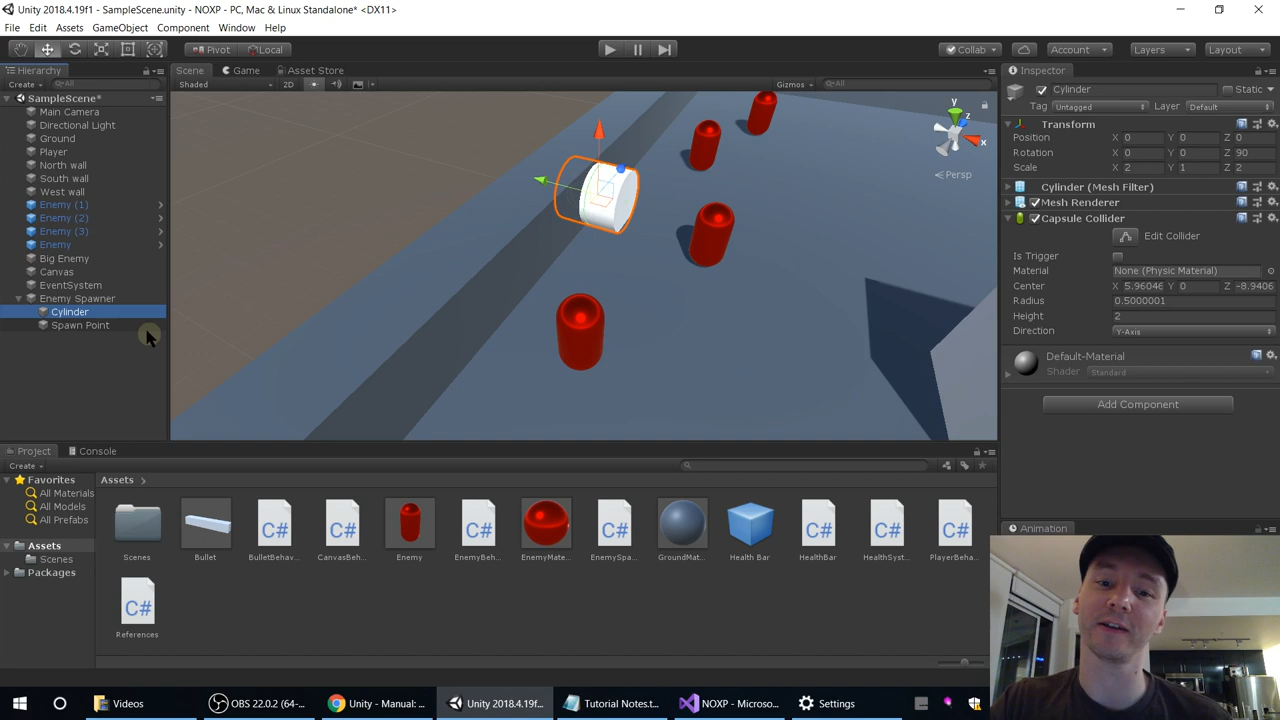 Unity 2018.4.19f1 - SampleScene.unity - NOXP - PC, Mac & Linux Standalone* <DX11>
File Edit Assets GameObject Component Window Help
Pivot Local Collab Account Layers Layout
Hierarchy Scene Game Asset Store Inspector
Create All Shaded 2D Gizmos All Cylinder Static
SampleScene* Tag Untagged Layer Default
Main Camera
Directional Light
Ground
Player
North wall
South wall
West wall
Enemy (1)
Enemy (2)
Enemy (3)
Enemy
Big Enemy
Canvas
EventSystem
Enemy Spawner
Cylinder
Spawn Point
y
z
x
Persp
Transform
Position X 0 Y 0 Z 0
Rotation X 0 Y 0 Z 90
Scale X 2 Y 1 Z 2
Cylinder (Mesh Filter)
Mesh Renderer
Capsule Collider
Edit Collider
Is Trigger
Material None (Physic Material)
Center X 5.96046 Y 0 Z -8.9406
Radius 0.5000001
Height 2
Direction Y-Axis
Default-Material
Shader Standard
Add Component
Animation
Project Console
Create
Favorites
All Materials
All Models
All Prefabs
Assets
Scenes
Packages
Assets
C# C# C# C# C# C# C#
Scenes Bullet BulletBehav... CanvasBeh... Enemy EnemyBeh... EnemyMate... EnemySpa... GroundMat... Health Bar HealthBar HealthSyst... PlayerBeha...
C#
References
Videos OBS 22.0.2 (64-... Unity - Manual: ... Unity 2018.4.19f... Tutorial Notes.t... NOXP - Microso... Settings